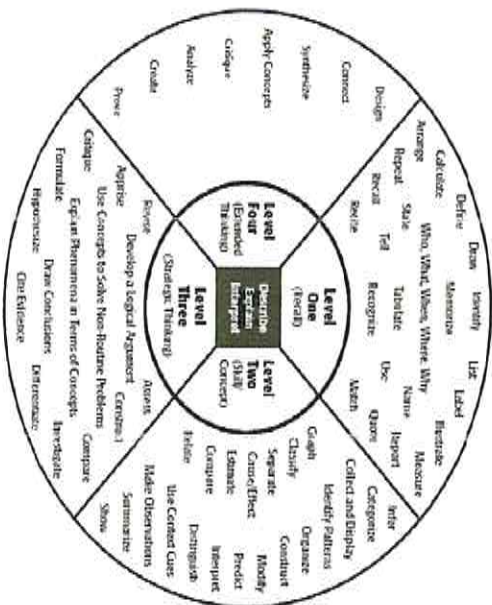 Define
Draw
Identify
List
Calculate
Memorize
Label
Illustrate
Arrange
Who, What, When, Where, Why
Measure
Repeat
State
Name
Report
Infer
Recall
Tell
Tabulate
Use
Quote
Categorize
Recite
Recognize
Match
Collect and Display
Level
One
(Recall)
Graph
Identify Patterns
Classify
Organize
Separate
Construct
Cause/Effect
Modify
Estimate
Predict
Compare
Interpret
Relate
Distinguish
Use Context Cues
Make Observations
Summarize
Show
Level
Two
(Skill/
Concept)
Design
Connect
Synthesize
Apply Concepts
Critique
Analyze
Create
Prove
Level
Four
(Extended
Thinking)
Describe
Explain
Interpret
Level
Three
(Strategic Thinking)
Revise
Assess
Apprise
Develop a Logical Argument
Construct
Critique
Use Concepts to Solve Non-Routine Problems
Compare
Formulate
Explain Phenomena in Terms of Concepts
Investigate
Hypothesize
Draw Conclusions
Differentiate
Cite Evidence